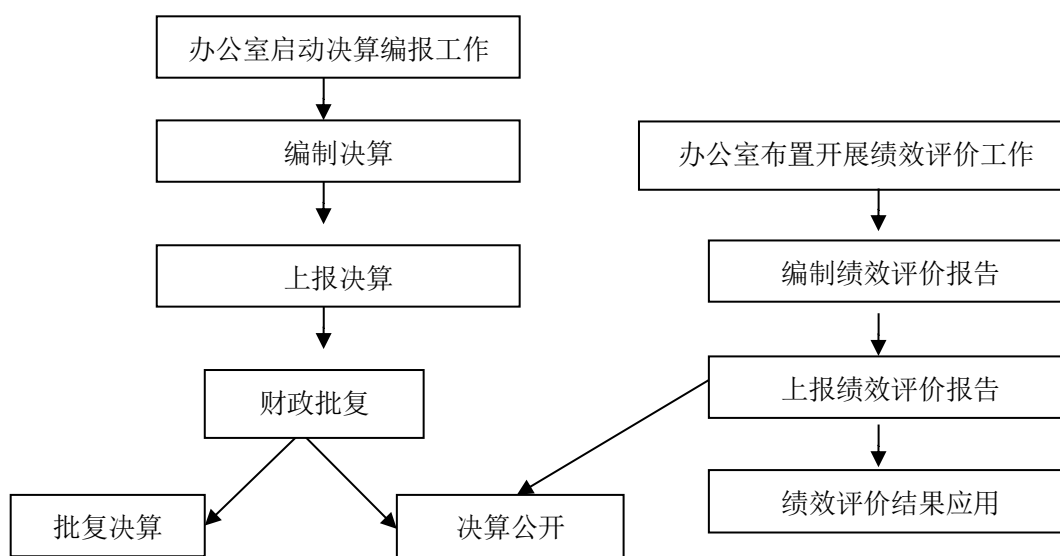 办公室启动决算编报工作
编制决算
上报决算
财政批复
批复决算
决算公开
办公室布置开展绩效评价工作
编制绩效评价报告
上报绩效评价报告
绩效评价结果应用